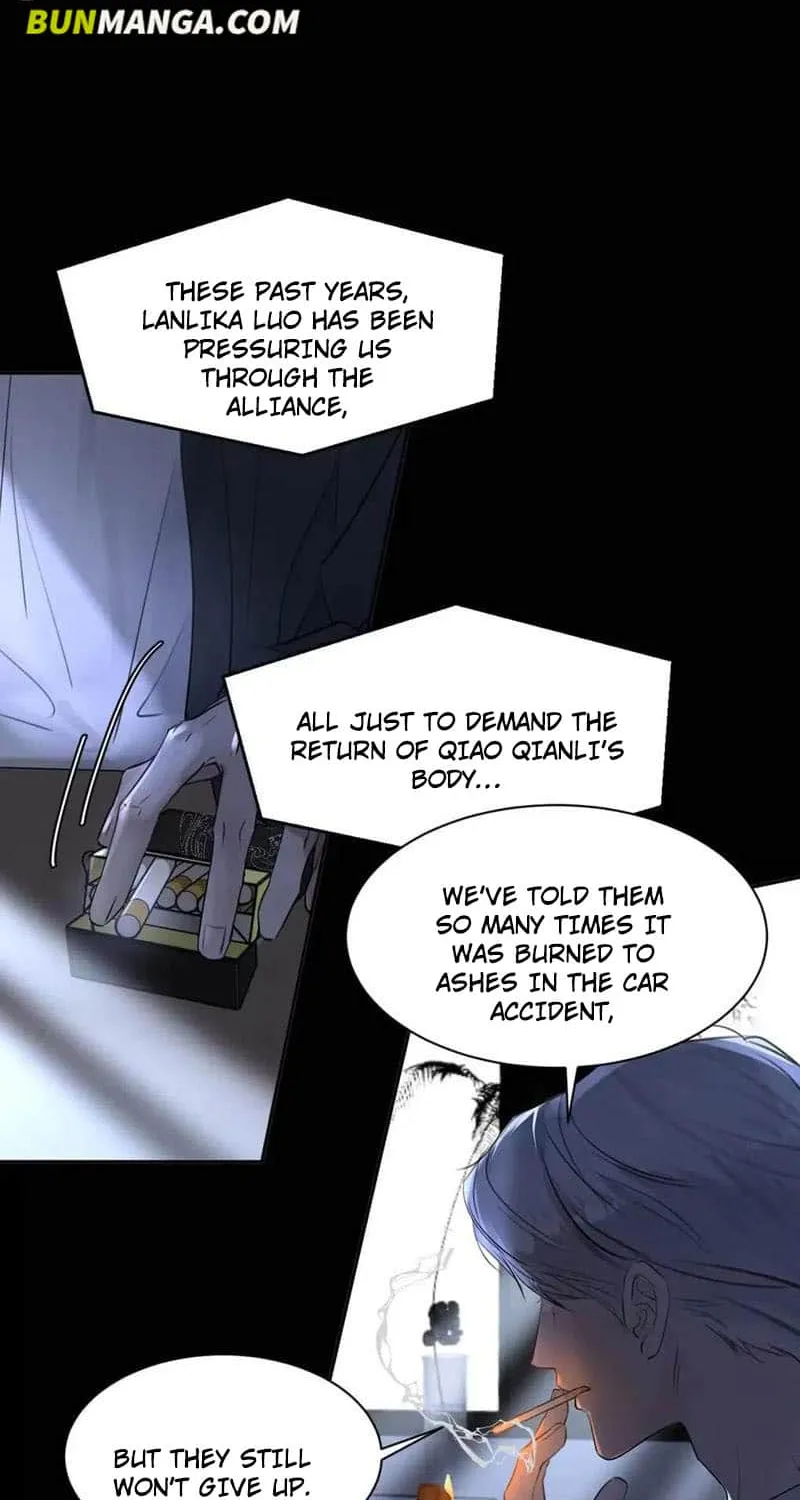 BUNMANGA.COM
THESE PAST YEARS,
LANLIKA LUO HAS BEEN
PRESSURING US
THROUGH THE
ALLIANCE,
ALL JUST TO DEMAND THE
RETURN OF QIAO QIANLI'S
BODY...
WE'VE TOLD THEM
SO MANY TIMES IT
WAS BURNED TO
ASHES IN THE CAR
ACCIDENT,
BUT THEY STILL
WON'T GIVE UP.